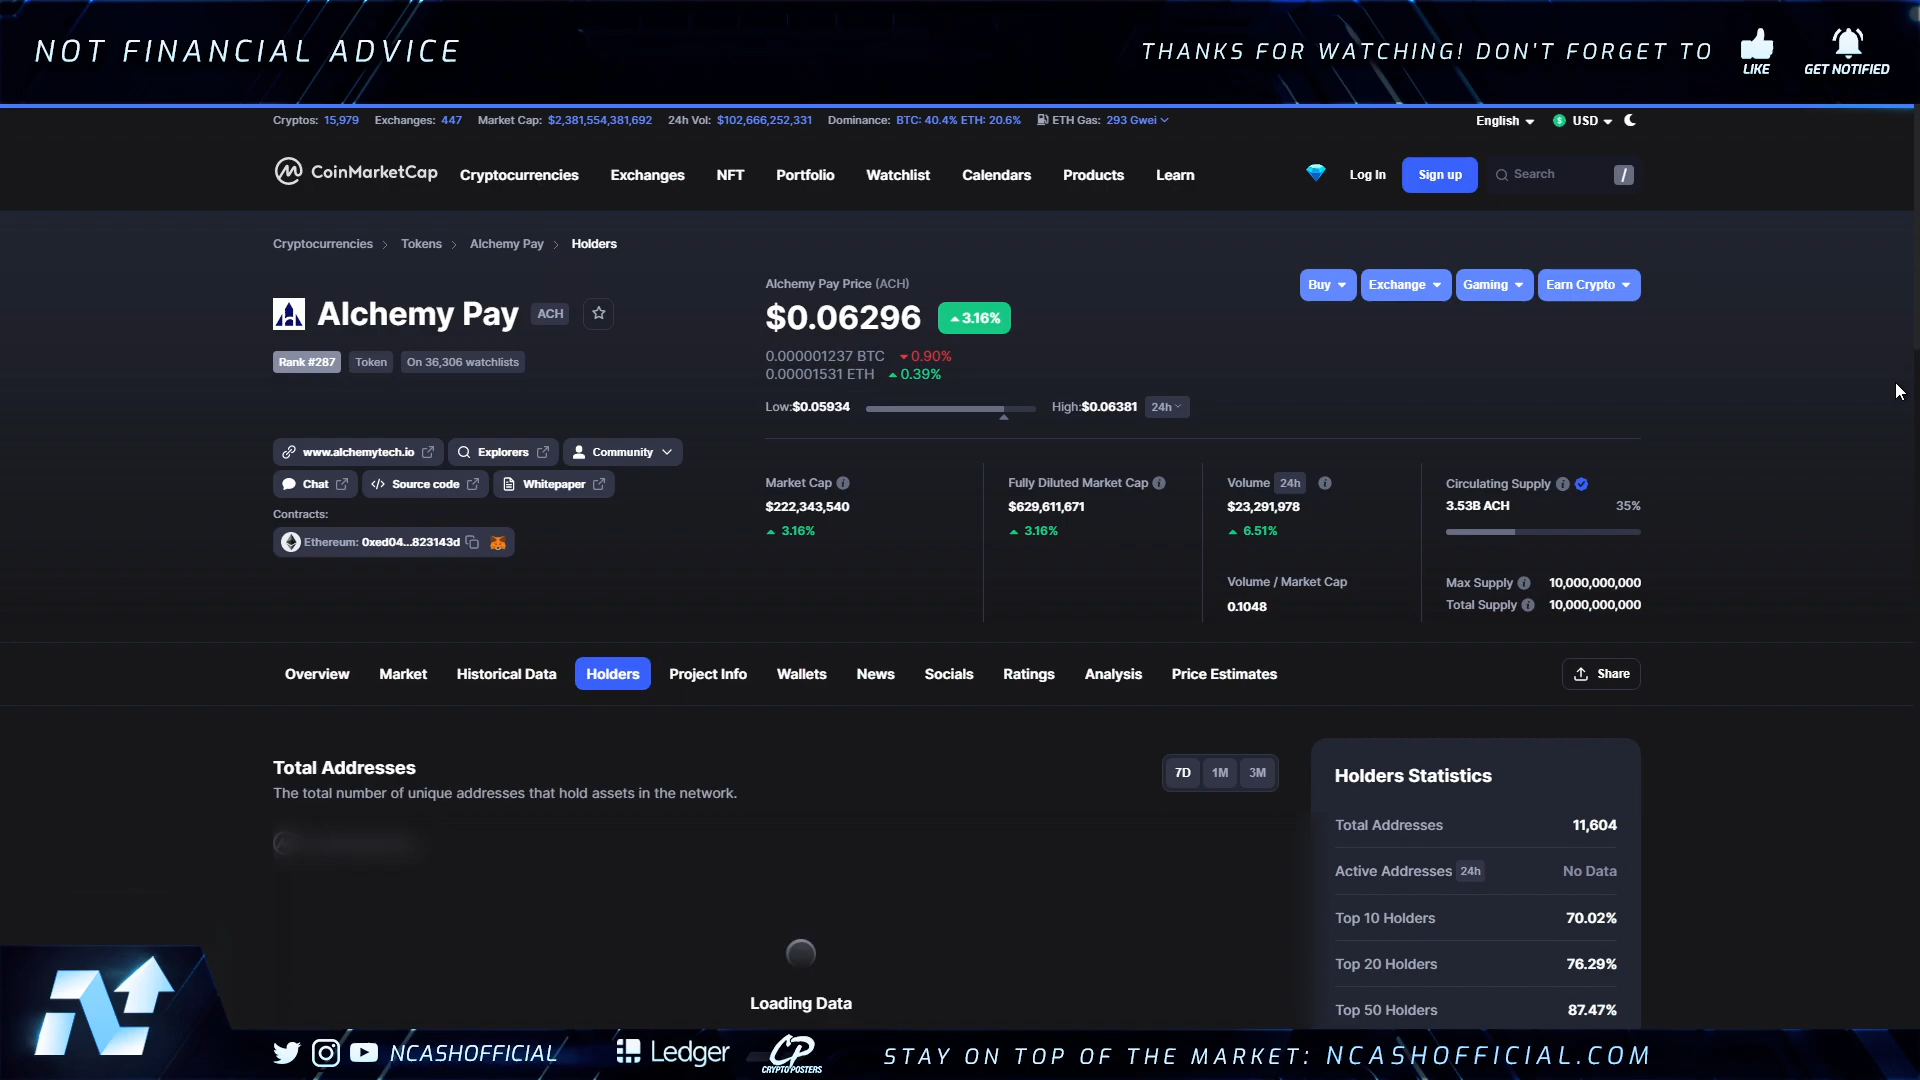 NOT FINANCIAL ADVICE
THANKS FOR WATCHING! DON'T FORGET TO
LIKE
GET NOTIFIED
Cryptos: 15,979 Exchanges: 447 Market Cap: $2,381,554,381,692 24h Vol: $102,666,252,331 Dominance: BTC: 40.4% ETH: 20.6% ETH Gas: 293 Gwei
English $ USD
CoinMarketCap Cryptocurrencies Exchanges NFT Portfolio Watchlist Calendars Products Learn
Log In Sign up Search /
Cryptocurrencies > Tokens > Alchemy Pay > Holders
Alchemy Pay ACH
Rank #287 Token On 36,306 watchlists
www.alchemytech.io Explorers Community
Chat Source code Whitepaper
Contracts:
Ethereum: 0xed04...823143d
Alchemy Pay Price (ACH)
$0.06296 3.16%
0.000001237 BTC 0.90%
0.00001531 ETH 0.39%
Low:$0.05934 High:$0.06381 24h
Buy Exchange Gaming Earn Crypto
Market Cap
$222,343,540
3.16%
Fully Diluted Market Cap
$629,611,671
3.16%
Volume 24h
$23,291,978
6.51%
Volume / Market Cap
0.1048
Circulating Supply
3.53B ACH 35%
Max Supply 10,000,000,000
Total Supply 10,000,000,000
Overview Market Historical Data Holders Project Info Wallets News Socials Ratings Analysis Price Estimates
Share
Total Addresses
The total number of unique addresses that hold assets in the network.
7D 1M 3M
Loading Data
Holders Statistics
Total Addresses 11,604
Active Addresses 24h No Data
Top 10 Holders 70.02%
Top 20 Holders 76.29%
Top 50 Holders 87.47%
NCASHOFFICIAL
Ledger
CP
CRYPTOPOSTERS
STAY ON TOP OF THE MARKET: NCASHOFFICIAL.COM